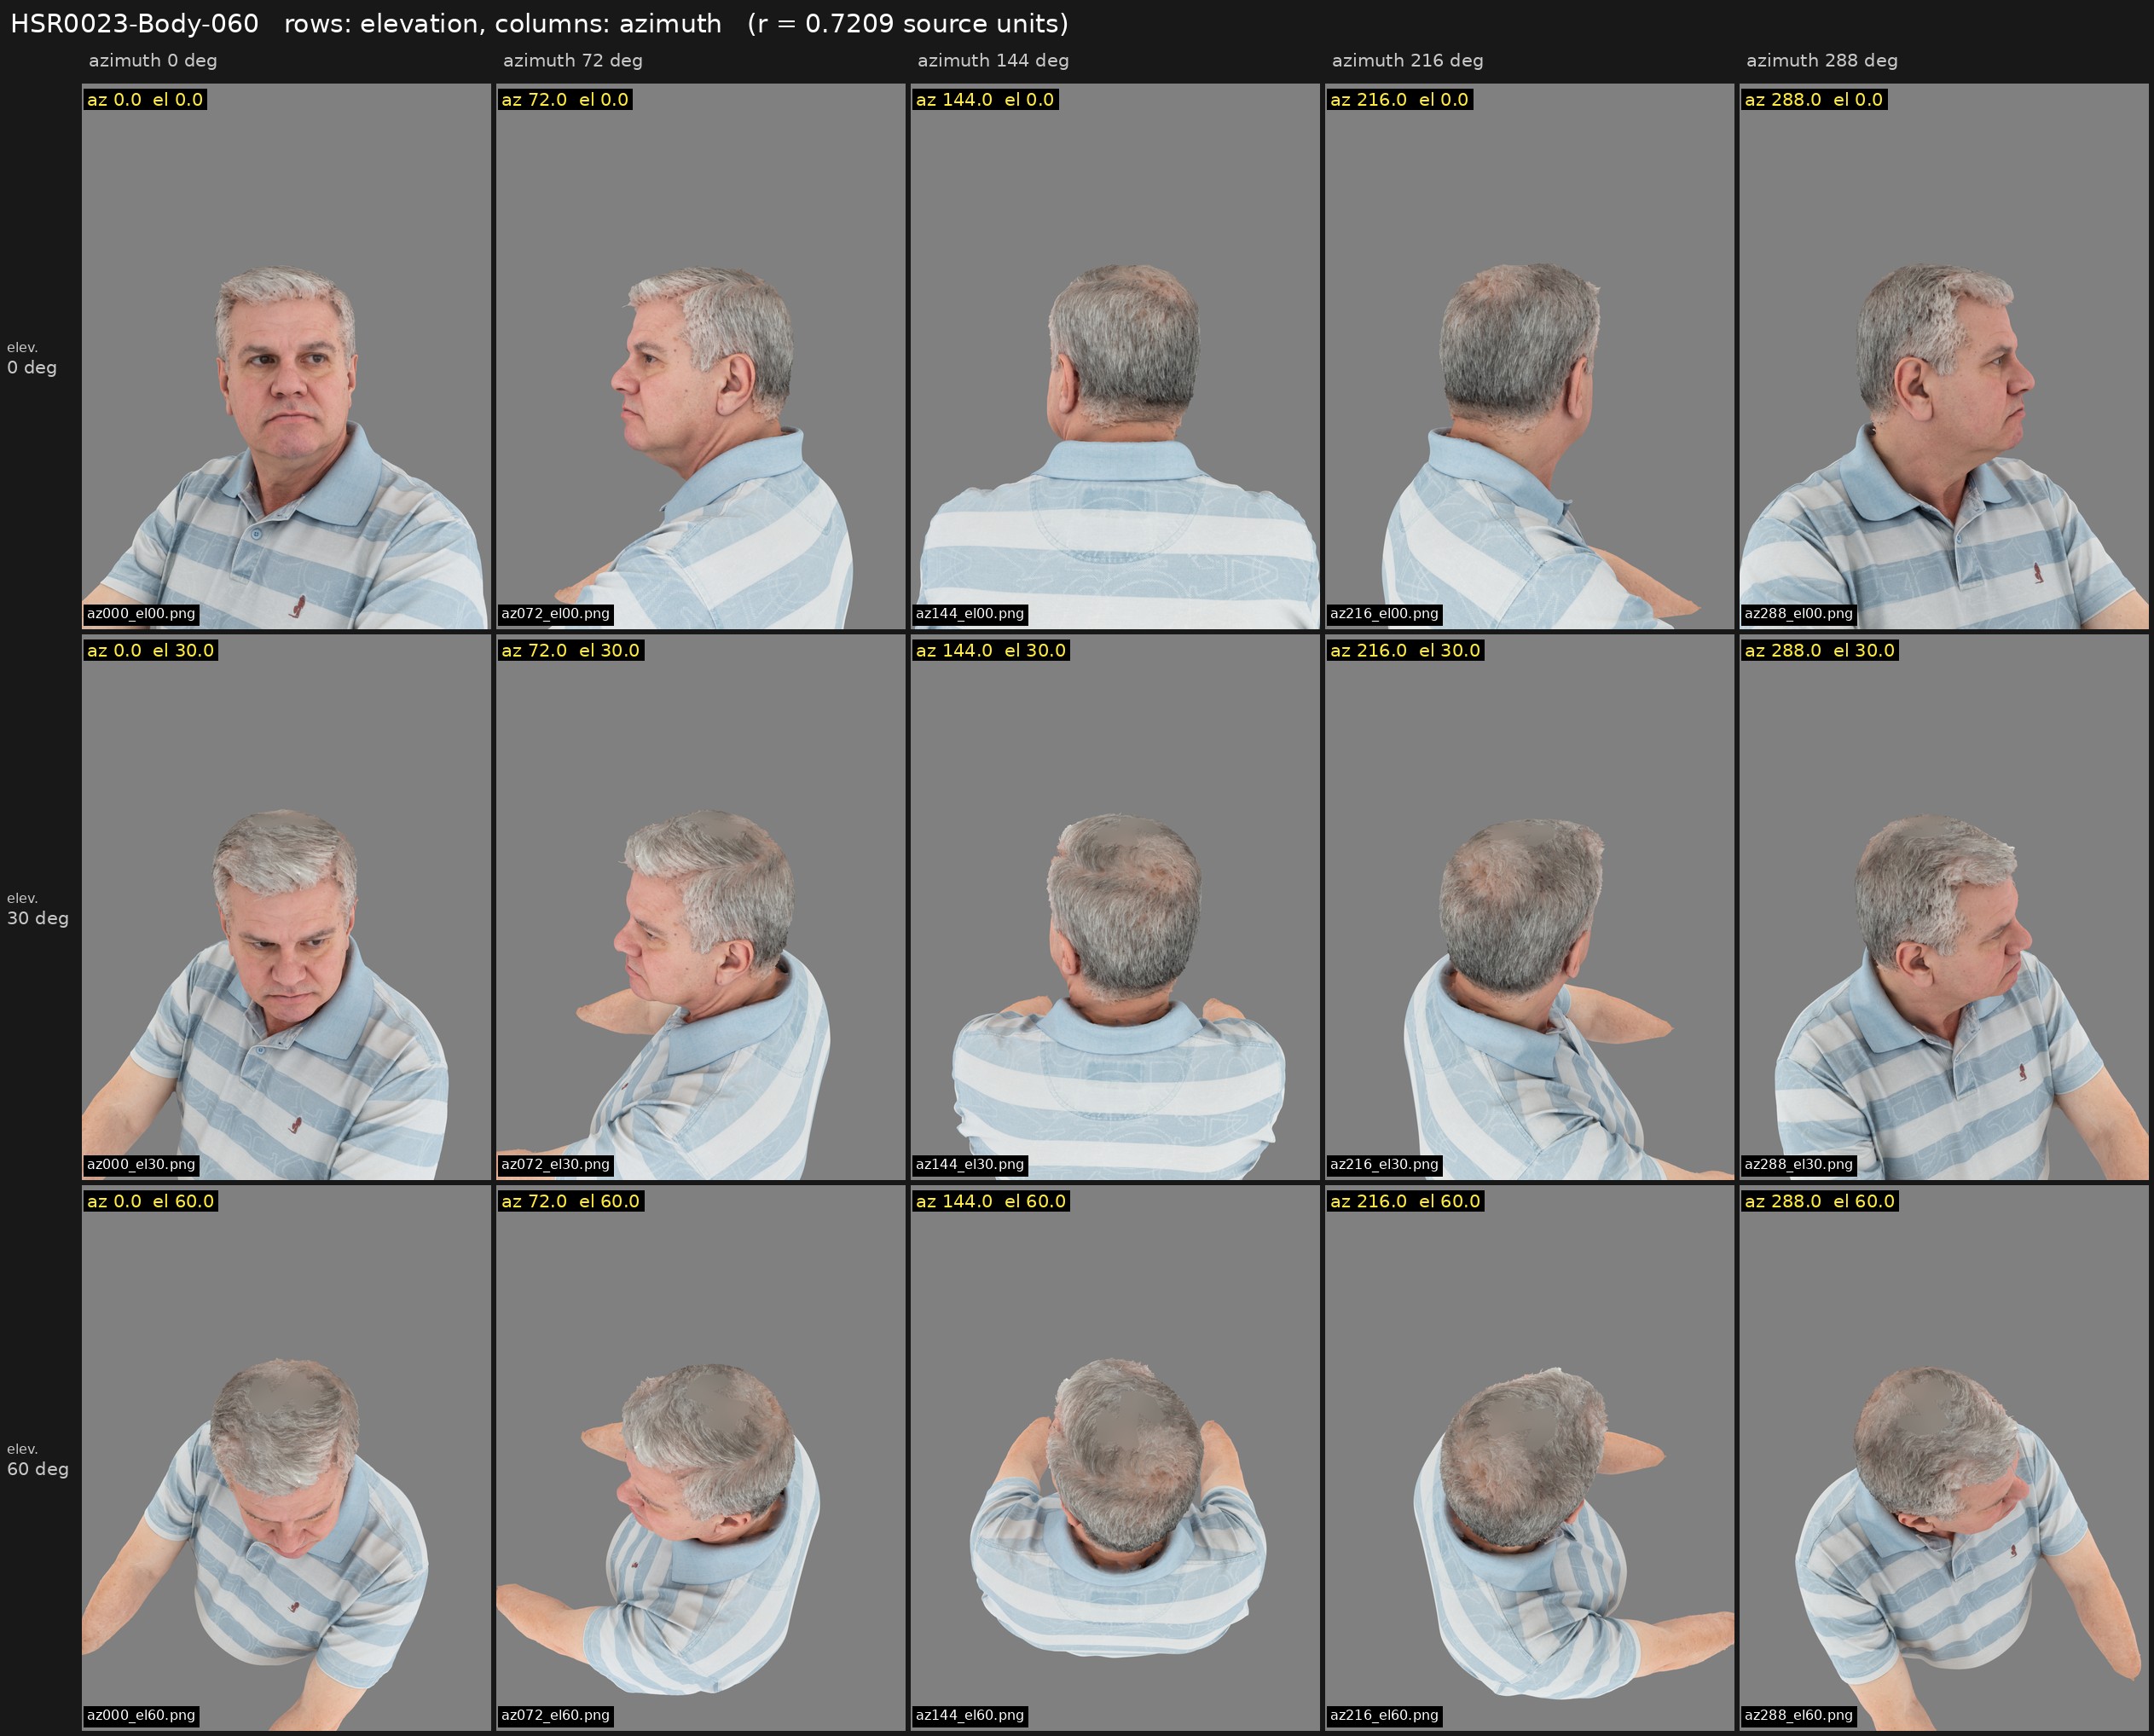 HSR0023-Body-060   rows: elevation, columns: azimuth   (r = 0.7209 source units)
azimuth 0 deg
azimuth 72 deg
azimuth 144 deg
azimuth 216 deg
azimuth 288 deg
elev.
0 deg
az 0.0  el 0.0
az000_el00.png
az 72.0  el 0.0
az072_el00.png
az 144.0  el 0.0
az144_el00.png
az 216.0  el 0.0
az216_el00.png
az 288.0  el 0.0
az288_el00.png
elev.
30 deg
az 0.0  el 30.0
az000_el30.png
az 72.0  el 30.0
az072_el30.png
az 144.0  el 30.0
az144_el30.png
az 216.0  el 30.0
az216_el30.png
az 288.0  el 30.0
az288_el30.png
elev.
60 deg
az 0.0  el 60.0
az000_el60.png
az 72.0  el 60.0
az072_el60.png
az 144.0  el 60.0
az144_el60.png
az 216.0  el 60.0
az216_el60.png
az 288.0  el 60.0
az288_el60.png